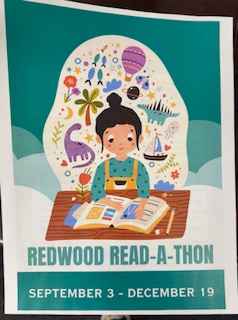 REDWOOD READ-A-THON
SEPTEMBER 3 - DECEMBER 19